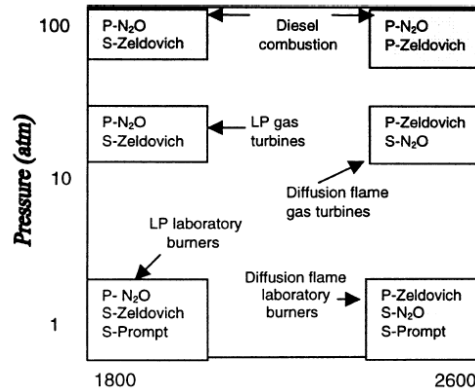 100
P-N₂O
S-Zeldovich
Diesel
combustion
P-N₂O
P-Zeldovich
P-N₂O
S-Zeldovich
LP gas
turbines
P-Zeldovich
S-N₂O
Pressure (atm)
10
Diffusion flame
gas turbines
LP laboratory
burners
P- N₂O
S-Zeldovich
S-Prompt
Diffusion flame
laboratory
burners
P-Zeldovich
S-N₂O
S-Prompt
1
1800
2600